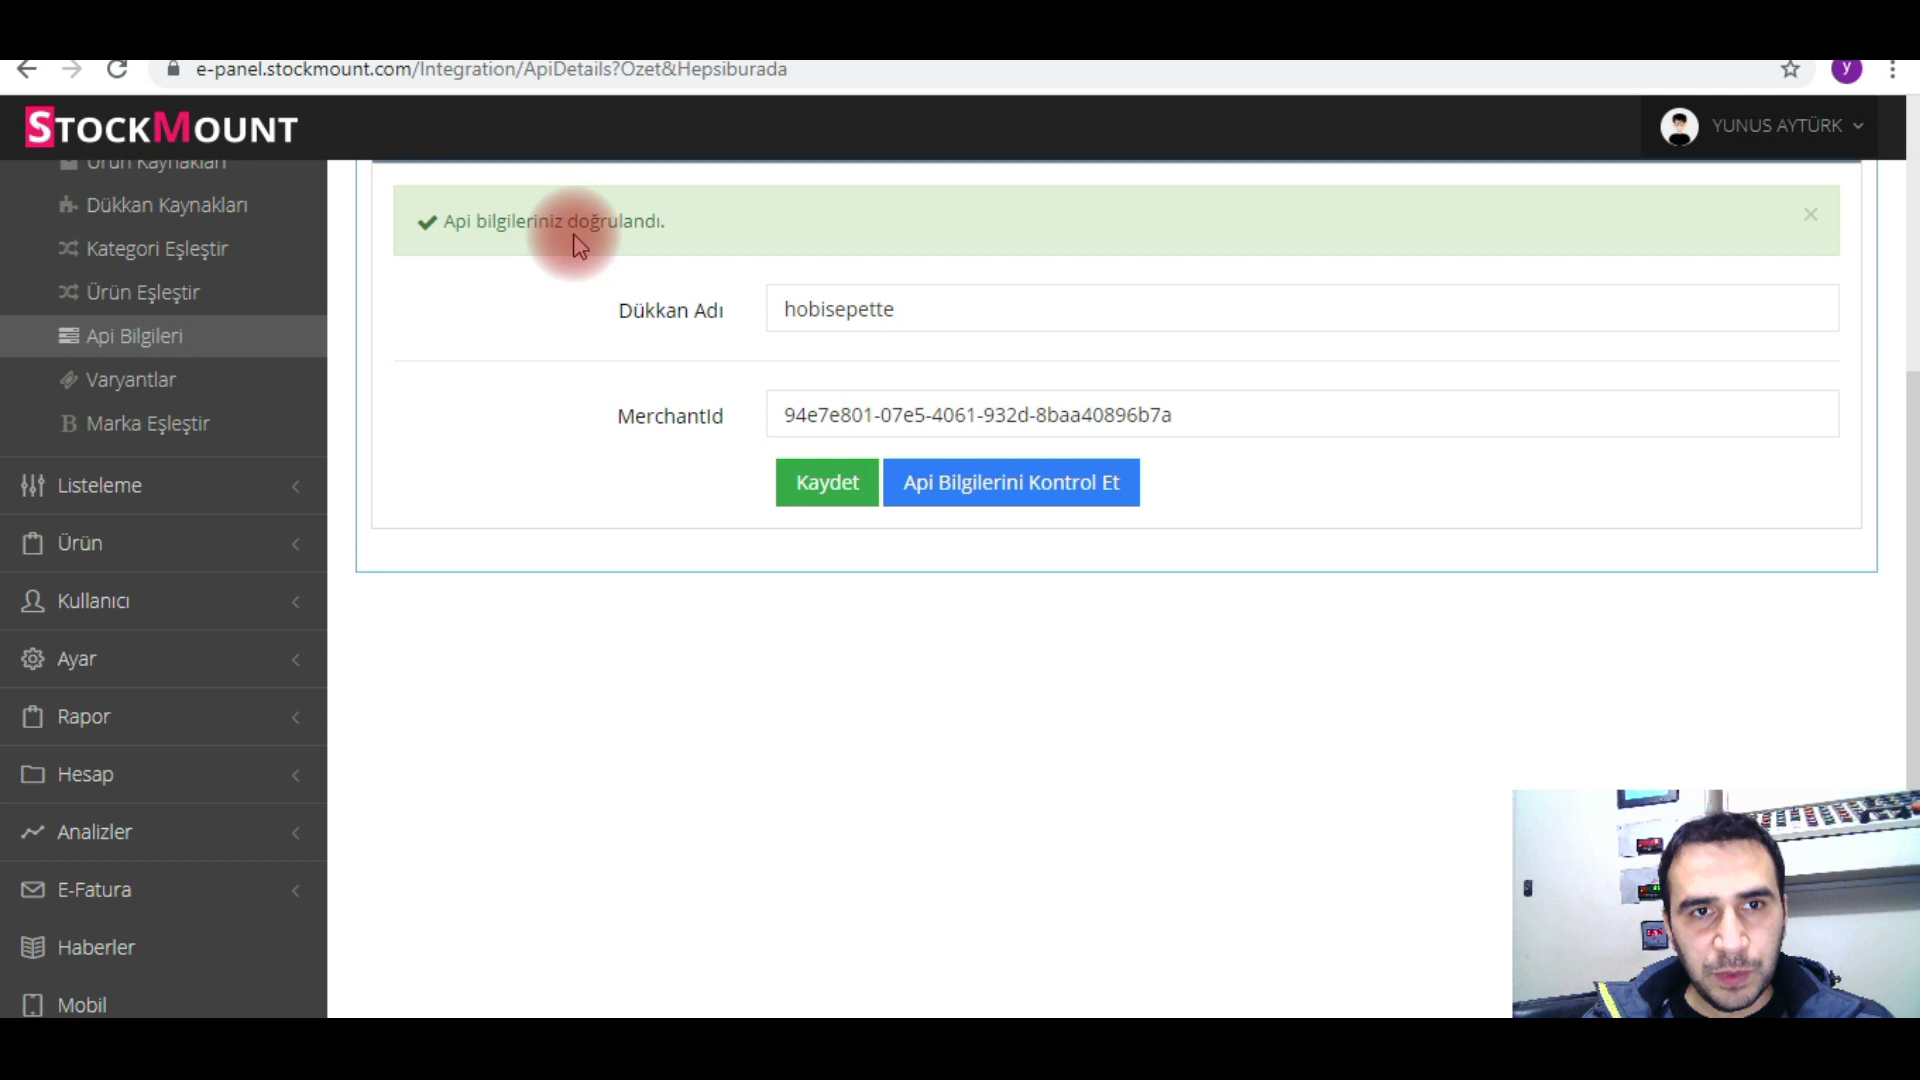 e-panel.stockmount.com/Integration/ApiDetails?Ozet&Hepsiburada
y
STOCKMOUNT
YUNUS AYTÜRK
Ürün Kaynakları
Dükkan Kaynakları
Kategori Eşleştir
Ürün Eşleştir
Api Bilgileri
Varyantlar
B Marka Eşleştir
Listeleme
Ürün
Kullanıcı
Ayar
Rapor
Hesap
Analizler
E-Fatura
Haberler
Mobil
Api bilgileriniz doğrulandı.
Dükkan Adı
hobisepette
MerchantId
94e7e801-07e5-4061-932d-8baa40896b7a
Kaydet
Api Bilgilerini Kontrol Et